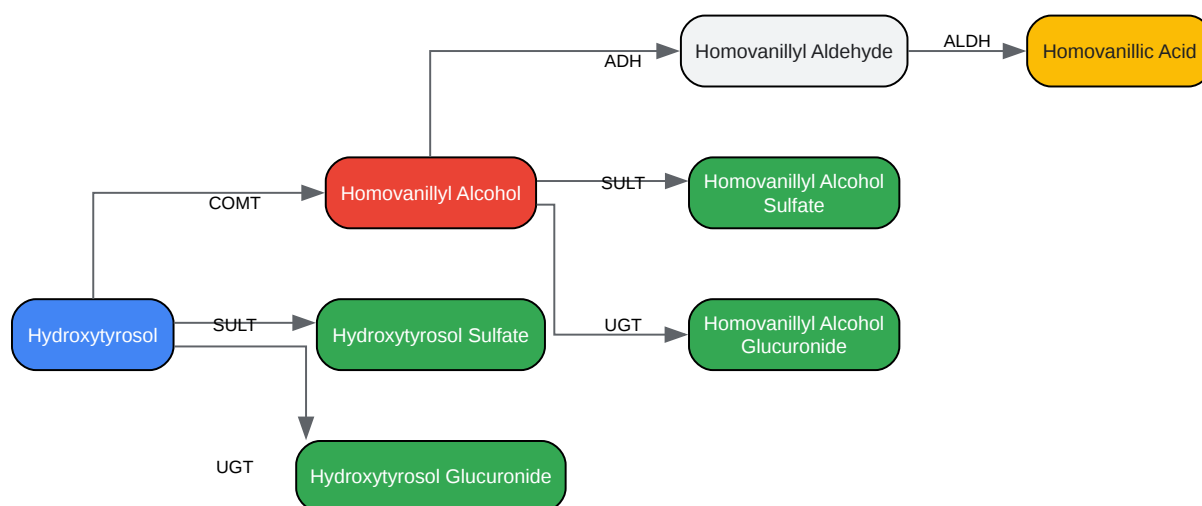 Homovanillyl Aldehyde
ALDH
Homovanillic Acid
ADH
Homovanillyl Alcohol
SULT
Homovanillyl Alcohol
Sulfate
COMT
Hydroxytyrosol
SULT
Hydroxytyrosol Sulfate
UGT
Homovanillyl Alcohol
Glucuronide
UGT
Hydroxytyrosol Glucuronide